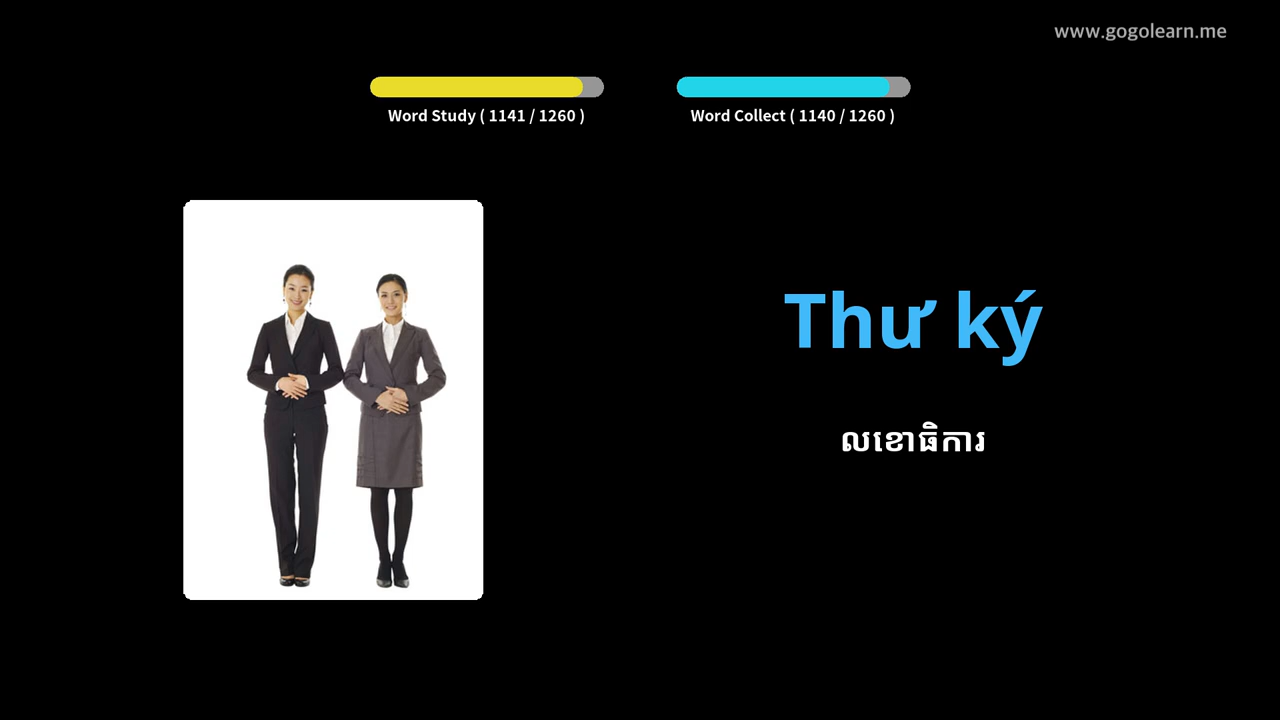 www.gogolearn.me
Word Study ( 1141 / 1260 )
Word Collect ( 1140 / 1260 )
Thư ký
លខោធិការ